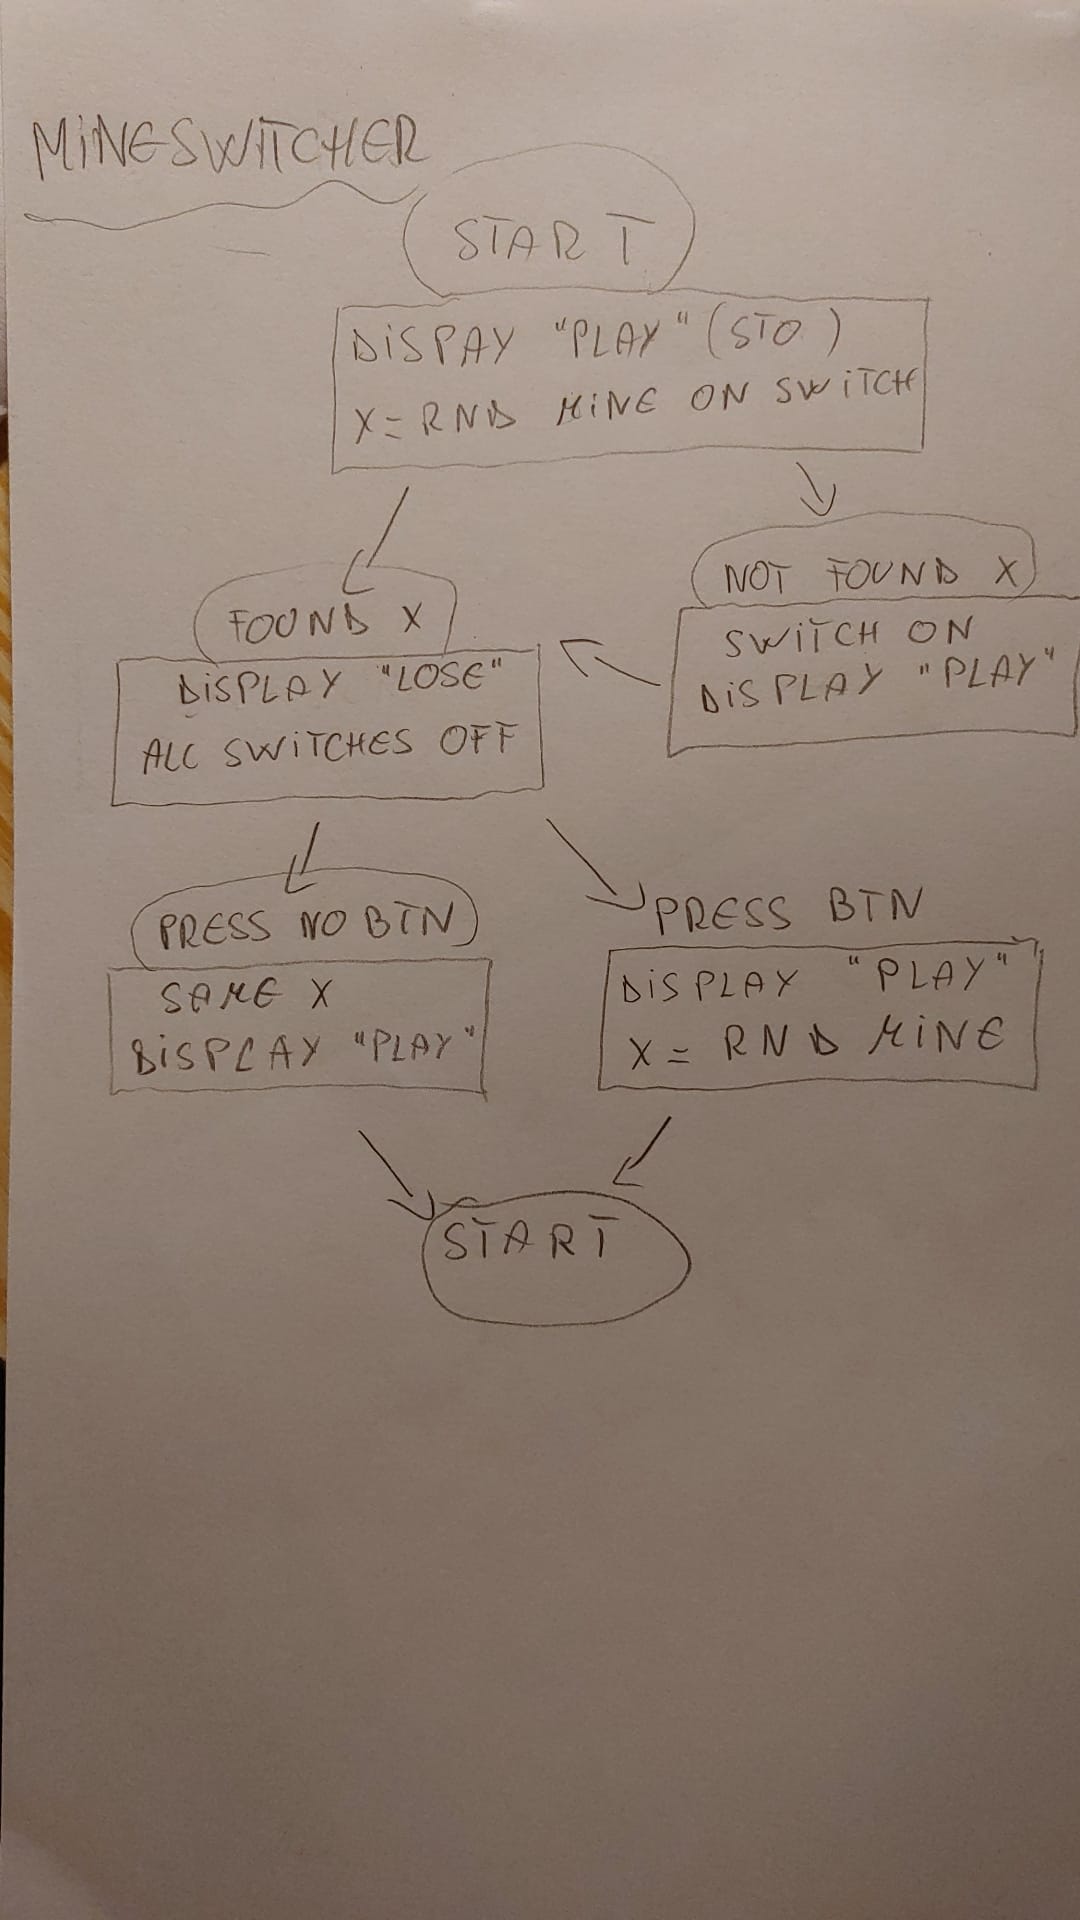 MINESWITCHER
START
DISPAY "PLAY" (STO)
X = RND MINE ON SWITCH
NOT FOUND X
SWITCH ON
DISPLAY "PLAY"
FOUND X
DISPLAY "LOSE"
ALL SWITCHES OFF
PRESS NO BTN
SAME X
DISPLAY "PLAY"
PRESS BTN
DISPLAY "PLAY"
X = RND MINE
START